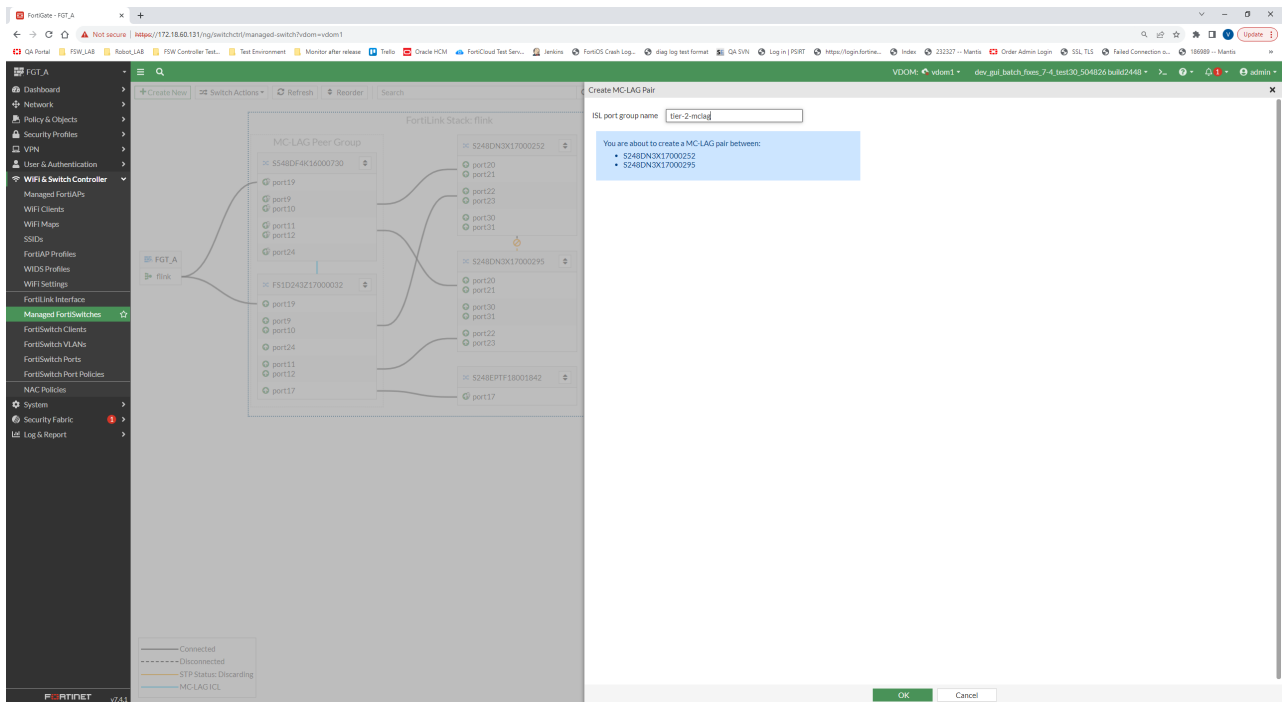 FortiGate - FGT_A
Not secure
https://172.18.60.131/ng/switchctrl/managed-switch?vdom=vdom1
Update
QA Portal
FSW_LAB
Robot_LAB
FSW Controller Test...
Test Environment
Monitor after release
Trello
Oracle HCM
FortiCloud Test Serv...
Jenkins
FortiOS Crash Log...
diag log test format
QA SVN
Log in | PSIRT
https://login.fortine...
Index
232327 -- Mantis
Order Admin Login
SSL, TLS
Failed Connection o...
186989 -- Mantis
FGT_A
VDOM: vdom1
dev_gui_batch_fixes_7-4_test30_504826 build2448
1
admin
Dashboard
Network
Policy & Objects
Security Profiles
VPN
User & Authentication
WiFi & Switch Controller
Managed FortiAPs
WiFi Clients
WiFi Maps
SSIDs
FortiAP Profiles
WIDS Profiles
WiFi Settings
FortiLink Interface
Managed FortiSwitches
FortiSwitch Clients
FortiSwitch VLANs
FortiSwitch Ports
FortiSwitch Port Policies
NAC Policies
System
Security Fabric 1
Log & Report
FORTINET v7.4.1
Create New
Switch Actions
Refresh
Reorder
Search
FortiLink Stack: flink
FGT_A
flink
MC-LAG Peer Group
S548DF4K16000730
port19
port9
port10
port11
port12
port24
FS1D243Z17000032
port19
port9
port10
port24
port11
port12
port17
S248DN3X17000252
port20
port21
port22
port23
port30
port31
S248DN3X17000295
port20
port21
port30
port31
port22
port23
S248EPTF18001842
port17
Connected
Disconnected
STP Status: Discarding
MC-LAG ICL
Create MC-LAG Pair
ISL port group name
tier-2-mclag
You are about to create a MC-LAG pair between:
S248DN3X17000252
S248DN3X17000295
OK
Cancel